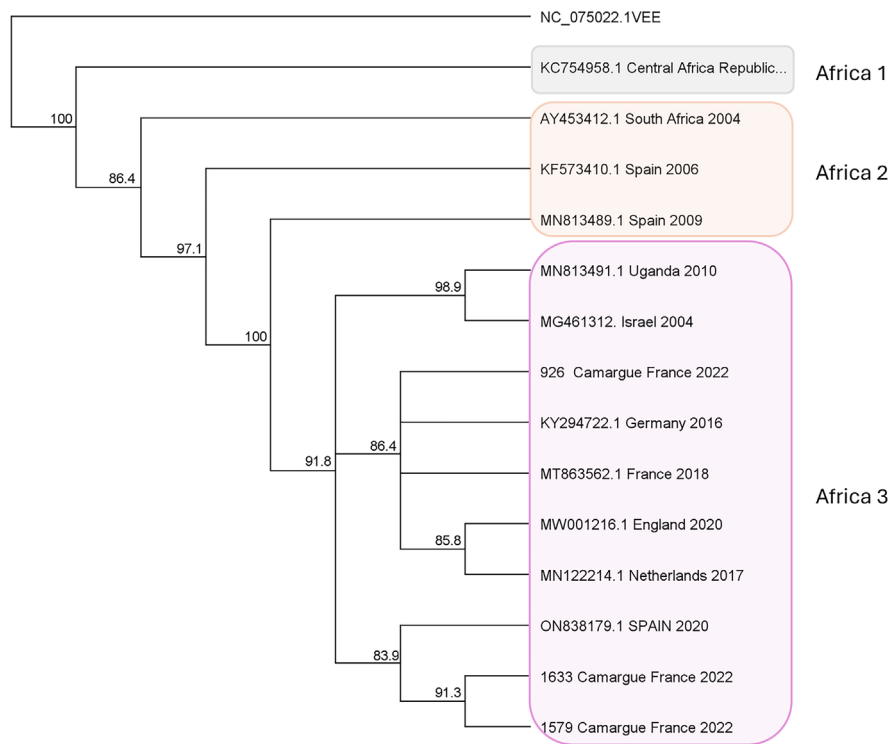 NC_075022.1VEE
KC754958.1 Central Africa Republic...
Africa 1
100
AY453412.1 South Africa 2004
86.4
KF573410.1 Spain 2006
Africa 2
MN813489.1 Spain 2009
97.1
MN813491.1 Uganda 2010
98.9
MG461312. Israel 2004
100
926 Camargue France 2022
KY294722.1 Germany 2016
86.4
91.8
MT863562.1 France 2018
Africa 3
MW001216.1 England 2020
85.8
MN122214.1 Netherlands 2017
ON838179.1 SPAIN 2020
83.9
1633 Camargue France 2022
91.3
1579 Camargue France 2022